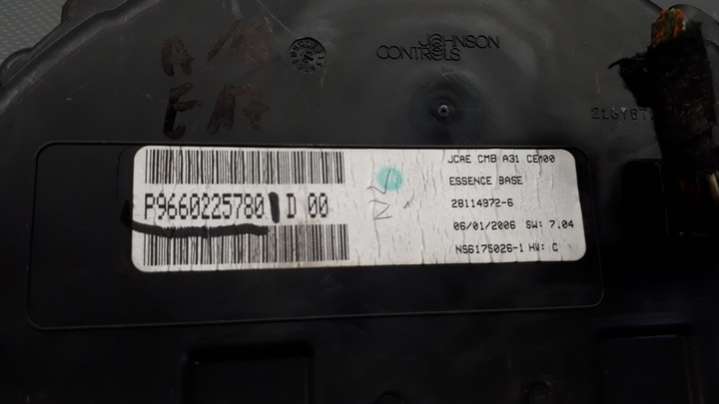 JOHNSON
CONTROLS
P9660225780 D 00
JCAE CMB A31 CEM00
ESSENCE BASE
28114972-6
06/01/2006 SW: 7.04
NS6175026-1 HW: C